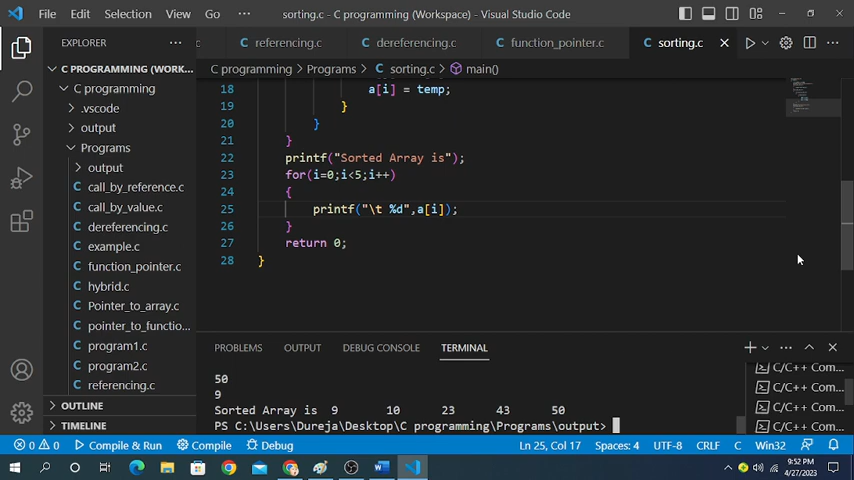 File Edit Selection View Go ··· sorting.c - C programming (Workspace) - Visual Studio Code
EXPLORER ···
C referencing.c C dereferencing.c C function_pointer.c C sorting.c
C PROGRAMMING (WORK...
C programming > Programs > C sorting.c > main()
C programming
.vscode
output
Programs
output
call_by_reference.c
call_by_value.c
dereferencing.c
example.c
function_pointer.c
hybrid.c
Pointer_to_array.c
pointer_to_functio...
program1.c
program2.c
referencing.c
OUTLINE
TIMELINE
18 a[i] = temp;
19 }
20 }
21 }
22 printf("Sorted Array is");
23 for(i=0;i<5;i++)
24 {
25 printf("\t %d",a[i]);
26 }
27 return 0;
28 }
PROBLEMS OUTPUT DEBUG CONSOLE TERMINAL
50
9
Sorted Array is 9 10 23 43 50
PS C:\Users\Dureja\Desktop\C programming\Programs\output>
C/C++ Com...
C/C++ Com...
C/C++ Com...
C/C++ Com...
0 0 Compile & Run Compile Debug Ln 25, Col 17 Spaces: 4 UTF-8 CRLF C Win32
9:52 PM
4/27/2023